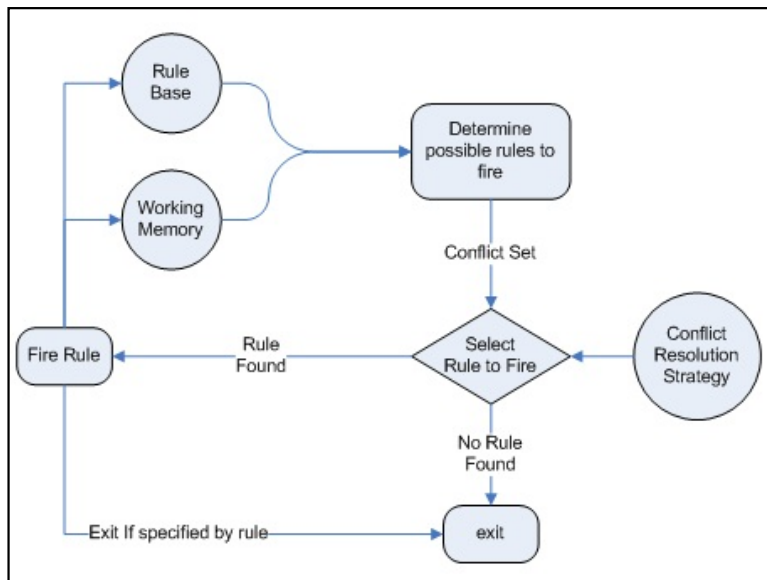 Rule
Base
Determine
possible rules to
fire
Working
Memory
Conflict Set
Fire Rule
Rule
Found
Select
Rule to Fire
Conflict
Resolution
Strategy
No Rule
Found
Exit If specified by rule
exit